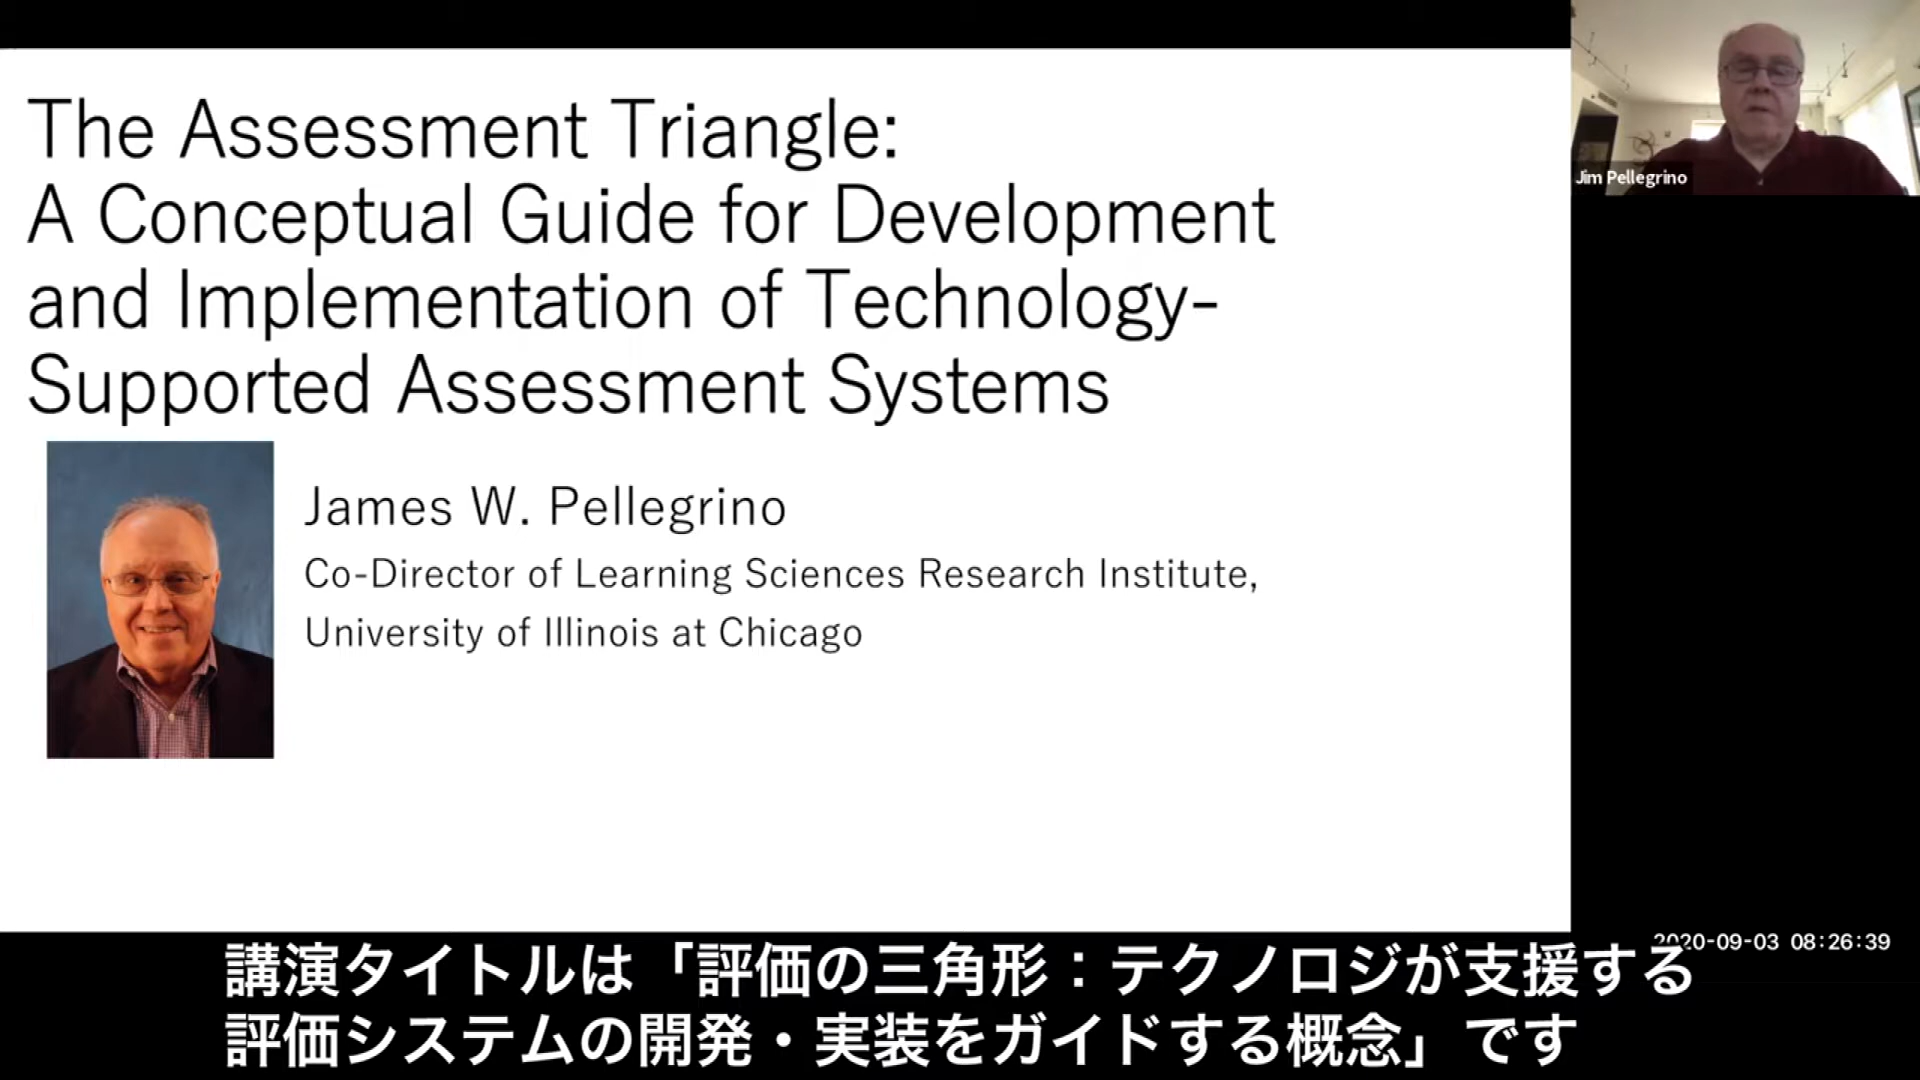 The Assessment Triangle:
A Conceptual Guide for Development
and Implementation of Technology-
Supported Assessment Systems
James W. Pellegrino
Co-Director of Learning Sciences Research Institute,
University of Illinois at Chicago
Jim Pellegrino
2020-09-03 08:26:39
講演タイトルは「評価の三角形：テクノロジが支援する
評価システムの開発・実装をガイドする概念」です